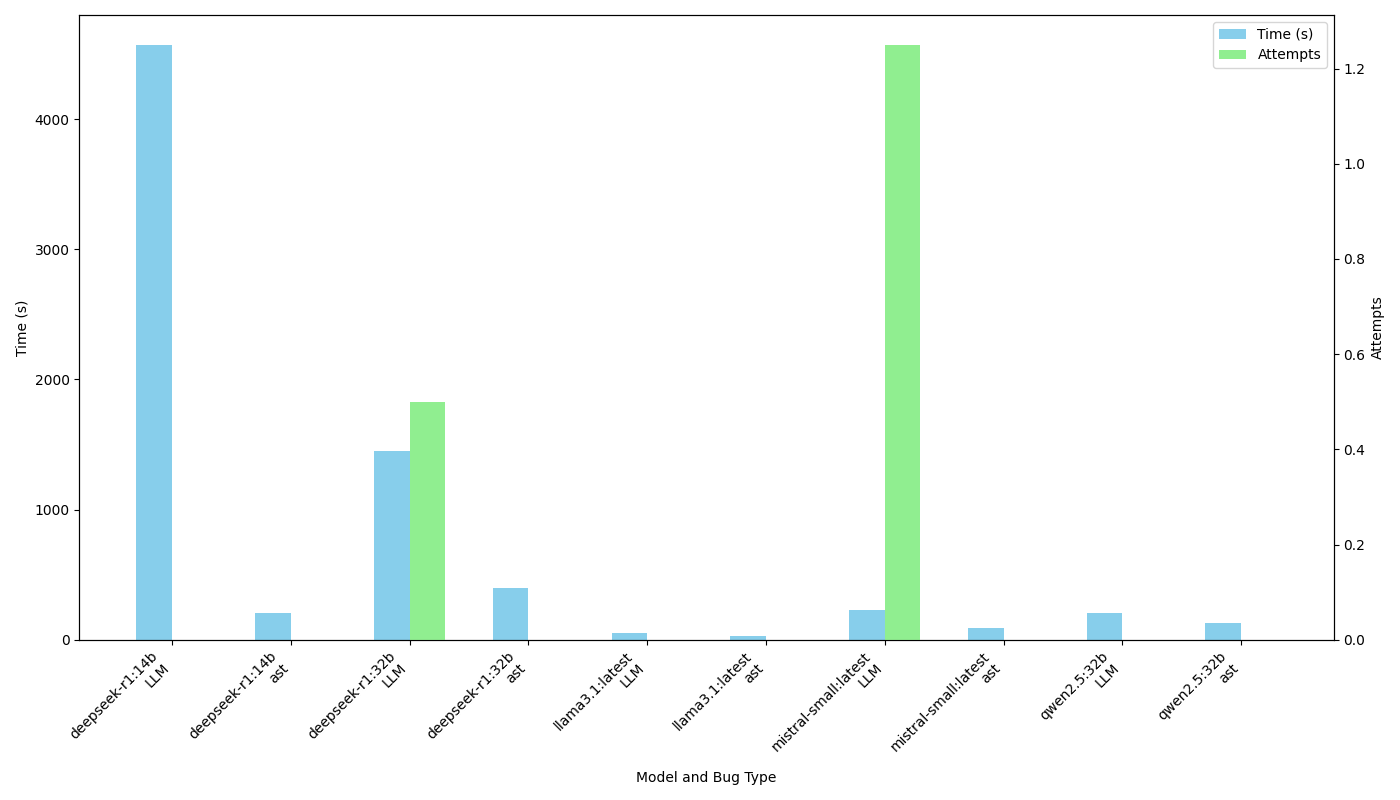 Time (s)
Attempts
4000
3000
2000
1000
0
Time (s)
1.2
1.0
0.8
0.6
0.4
0.2
0.0
Attempts
deepseek-r1:14b
LLM
deepseek-r1:14b
ast
deepseek-r1:32b
LLM
deepseek-r1:32b
ast
llama3.1:latest
LLM
llama3.1:latest
ast
mistral-small:latest
LLM
mistral-small:latest
ast
qwen2.5:32b
LLM
qwen2.5:32b
ast
Model and Bug Type